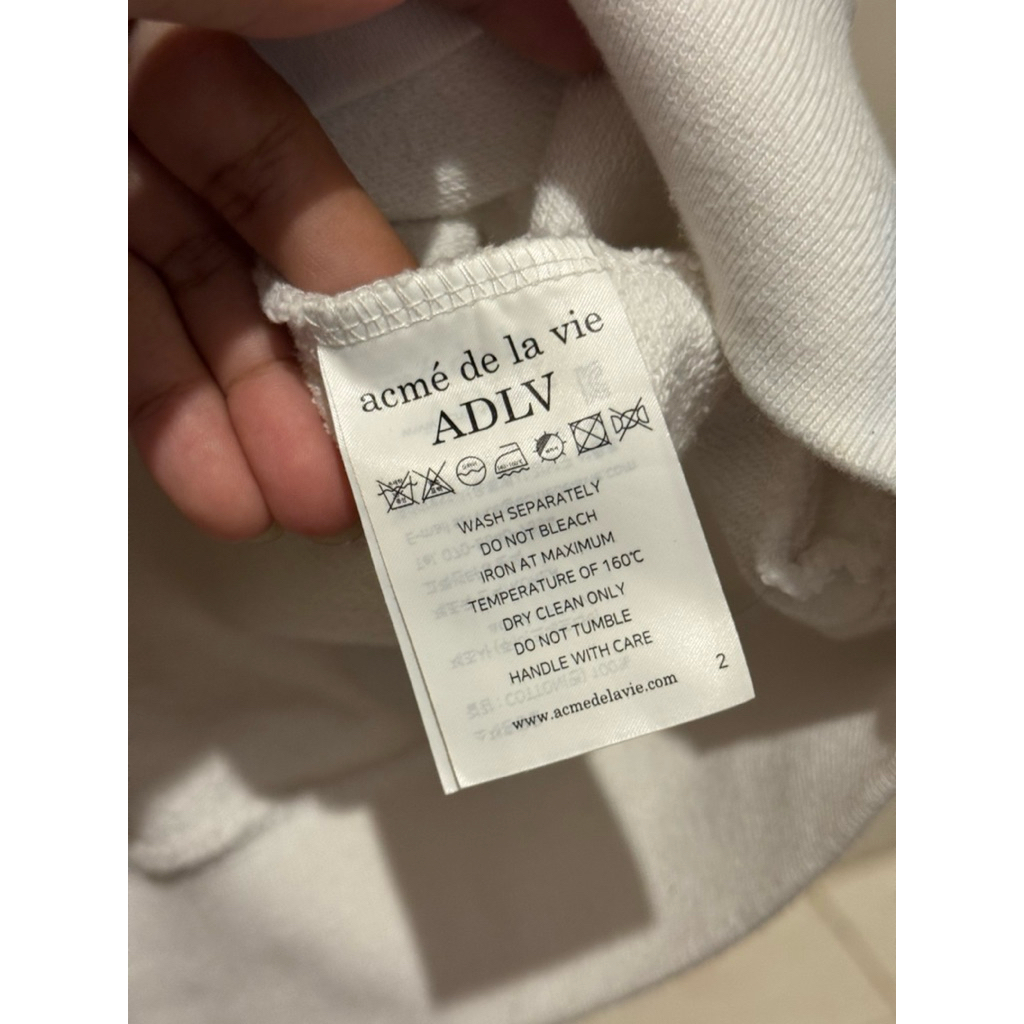 acmé de la vie
ADLV
WASH SEPARATELY
DO NOT BLEACH
IRON AT MAXIMUM
TEMPERATURE OF 160℃
DRY CLEAN ONLY
DO NOT TUMBLE
HANDLE WITH CARE
2
www.acmedelavie.com